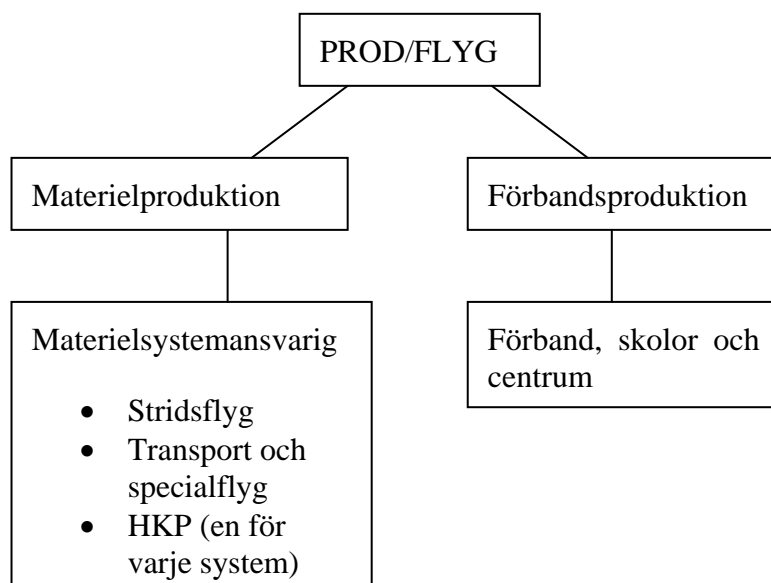 PROD/FLYG
Materielproduktion
Förbandsproduktion
Materielsystemansvarig
• Stridsflyg
• Transport och
specialflyg
• HKP (en för
varje system)
Förband, skolor och
centrum